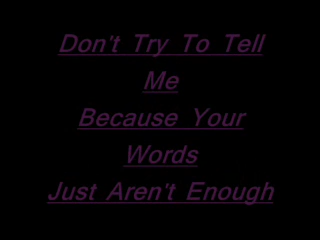 Don't Try To Tell
Me
Because Your
Words
Just Aren't Enough